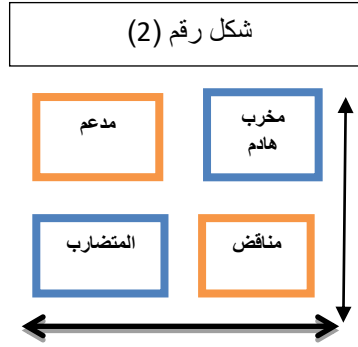 شكل رقم (2)
مخرب
هادم
مدعم
مناقض
المتضارب